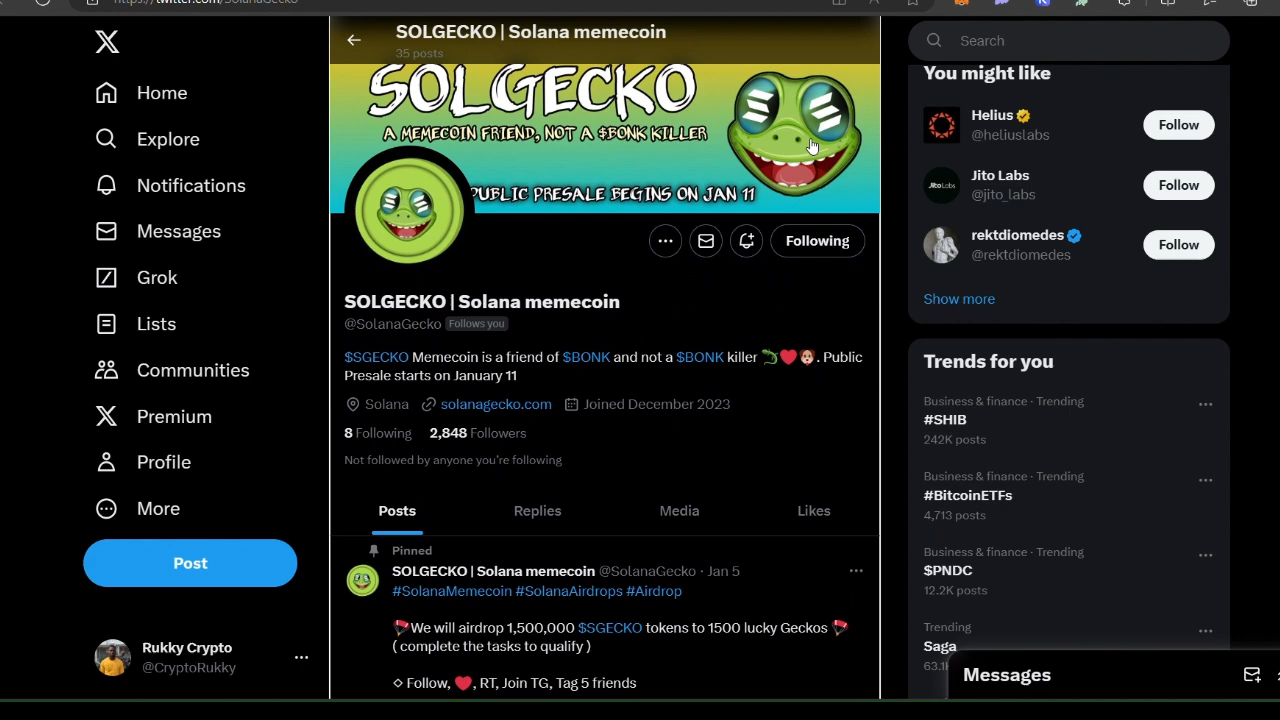 https://twitter.com/SolanaGecko
SOLGECKO | Solana memecoin
35 posts
SOLGECKO
A MEMECOIN FRIEND, NOT A $BONK KILLER
PUBLIC PRESALE BEGINS ON JAN 11
Home
Explore
Notifications
Messages
Grok
Lists
Communities
Premium
Profile
More
Post
Rukky Crypto
@CryptoRukky
Following
SOLGECKO | Solana memecoin
@SolanaGecko Follows you
$SGECKO Memecoin is a friend of $BONK and not a $BONK killer 🦎❤️🐶. Public
Presale starts on January 11
Solana solanagecko.com Joined December 2023
8 Following 2,848 Followers
Not followed by anyone you're following
Posts Replies Media Likes
Pinned
SOLGECKO | Solana memecoin @SolanaGecko · Jan 5
#SolanaMemecoin #SolanaAirdrops #Airdrop
🪂We will airdrop 1,500,000 $SGECKO tokens to 1500 lucky Geckos 🪂
( complete the tasks to qualify )
◇ Follow, ❤️, RT, Join TG, Tag 5 friends
Search
You might like
Helius
@heliuslabs
Follow
Jito Labs
Jito Labs
@jito_labs
Follow
rektdiomedes
@rektdiomedes
Follow
Show more
Trends for you
Business & finance · Trending
#SHIB
242K posts
Business & finance · Trending
#BitcoinETFs
4,713 posts
Business & finance · Trending
$PNDC
12.2K posts
Trending
Saga
Messages